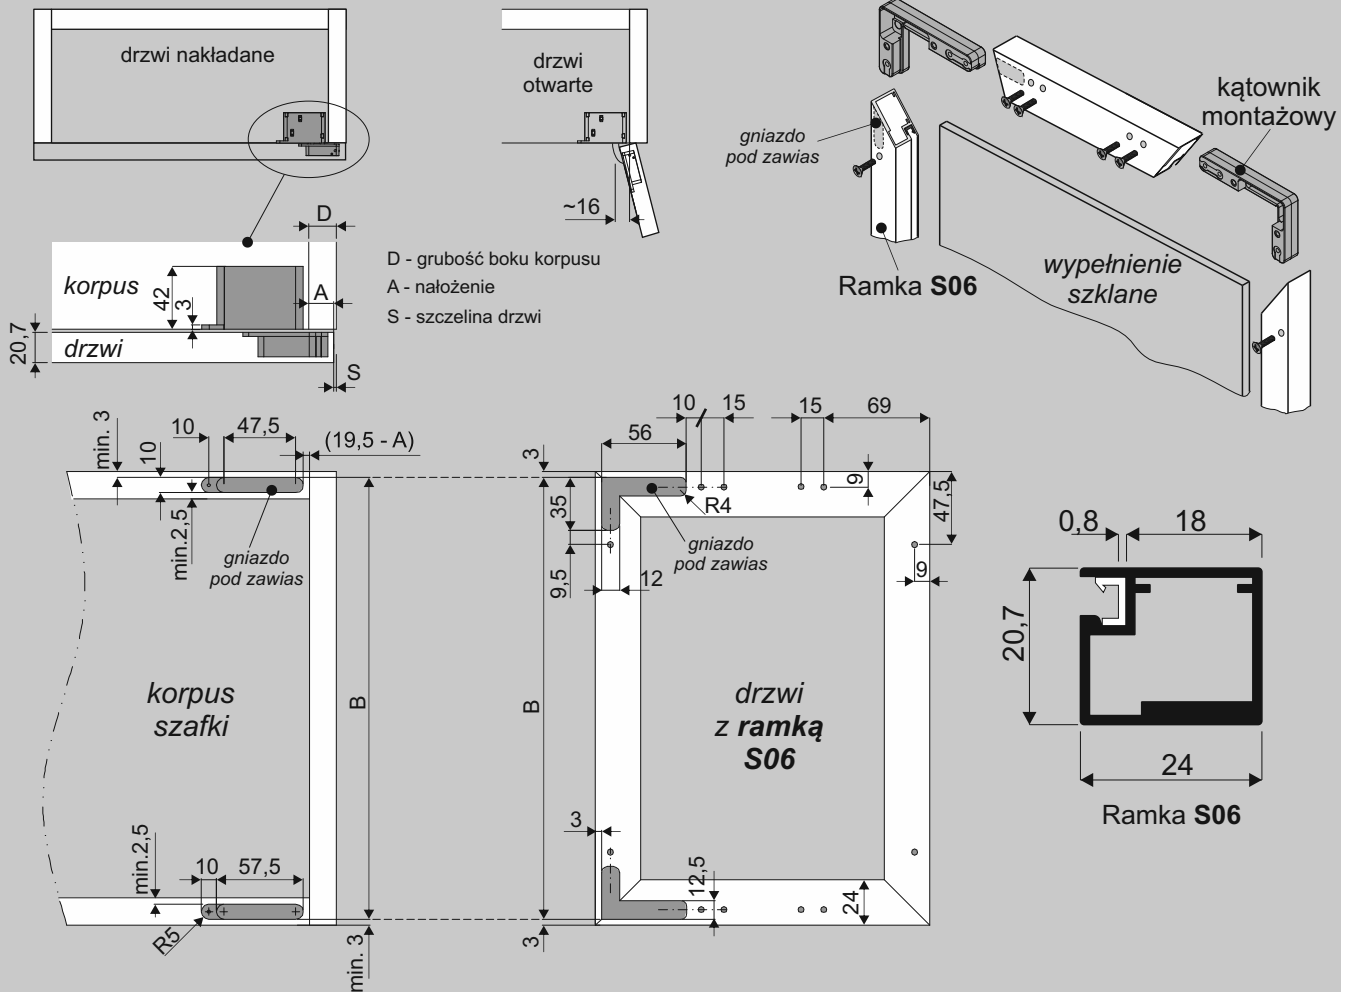 drzwi nakładane
drzwi
otwarte
~16
D
korpus
42
3
A
20,7
drzwi
S
D - grubość boku korpusu
A - nałożenie
S - szczelina drzwi
gniazdo
pod zawias
kątownik
montażowy
Ramka S06
wypełnienie
szklane
min. 3
10
10
47,5
(19,5 - A)
min.2,5
gniazdo
pod zawias
korpus
szafki
B
min.2,5
10
57,5
R5
min. 3
3
56
10
15
15
69
9
47,5
35
R4
gniazdo
pod zawias
9,5
12
9
B
drzwi
z ramką
S06
3
12,5
24
3
0,8
18
20,7
24
Ramka S06